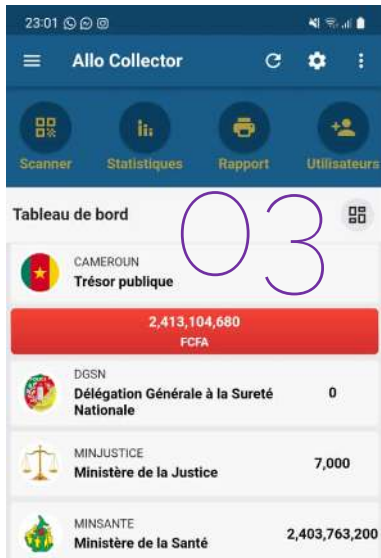 23:01
Allo Collector
Scanner Statistiques Rapport Utilisateurs
Tableau de bord
03
CAMEROUN
Trésor publique
2,413,104,680
FCFA
DGSN
Délégation Générale à la Sureté
Nationale
0
MINJUSTICE
Ministère de la Justice
7,000
MINSANTE
Ministère de la Santé
2,403,763,200